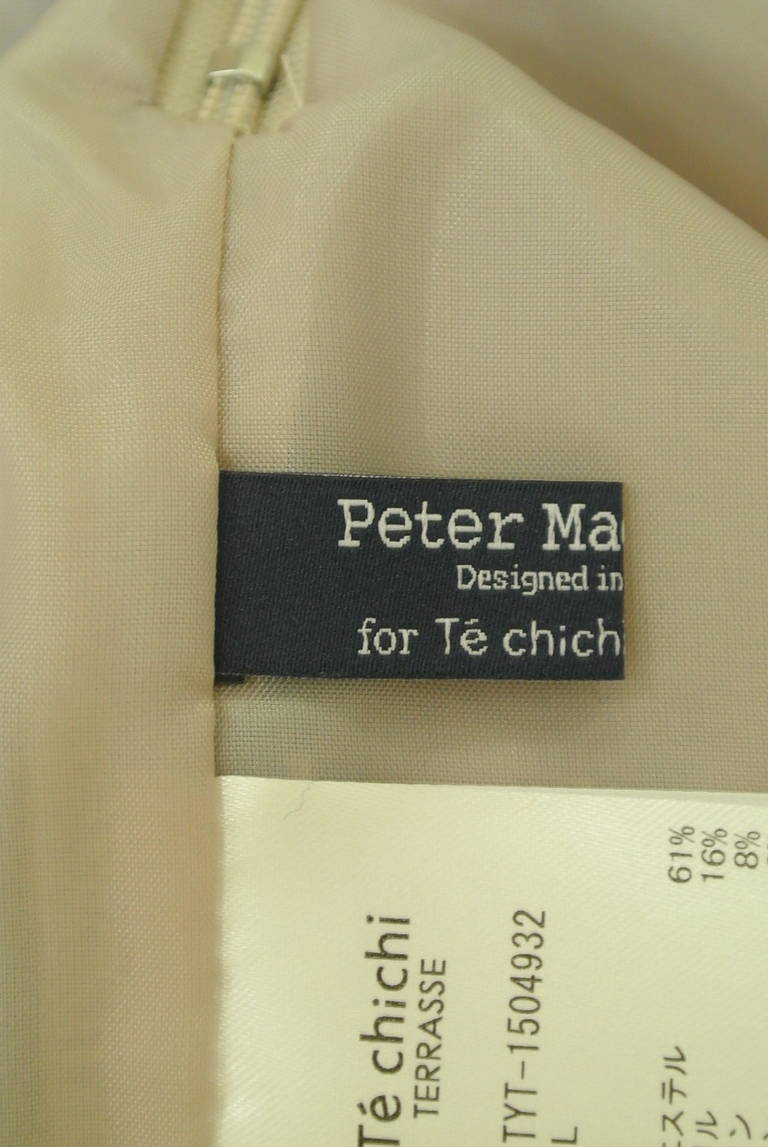 Peter Ma
Designed in
for Té chichi
Té chichi
TERRASSE
TYT-1504932
L
61%
16%
8%
エステル
ル
ン